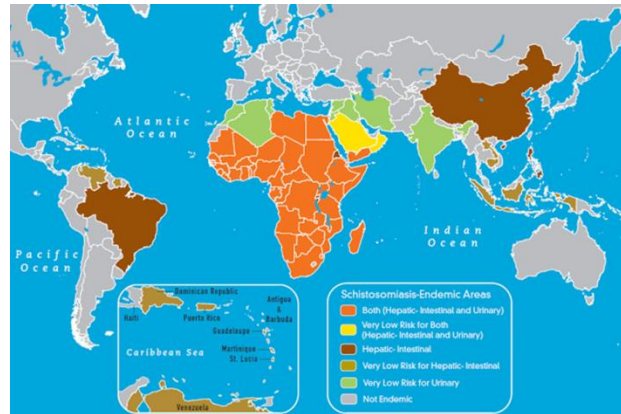 Atlantic
Ocean
Pacific
Ocean
Indian
Ocean
Dominican Republic
Haiti
Puerto Rico
Antigua
&
Barbuda
Guadeloupe
Martinique
St. Lucia
Caribbean Sea
Venezuela
Schistosomiasis-Endemic Areas
Both (Hepatic- Intestinal and Urinary)
Very Low Risk for Both
(Hepatic- Intestinal and Urinary)
Hepatic- Intestinal
Very Low Risk for Hepatic- Intestinal
Very Low Risk for Urinary
Not Endemic